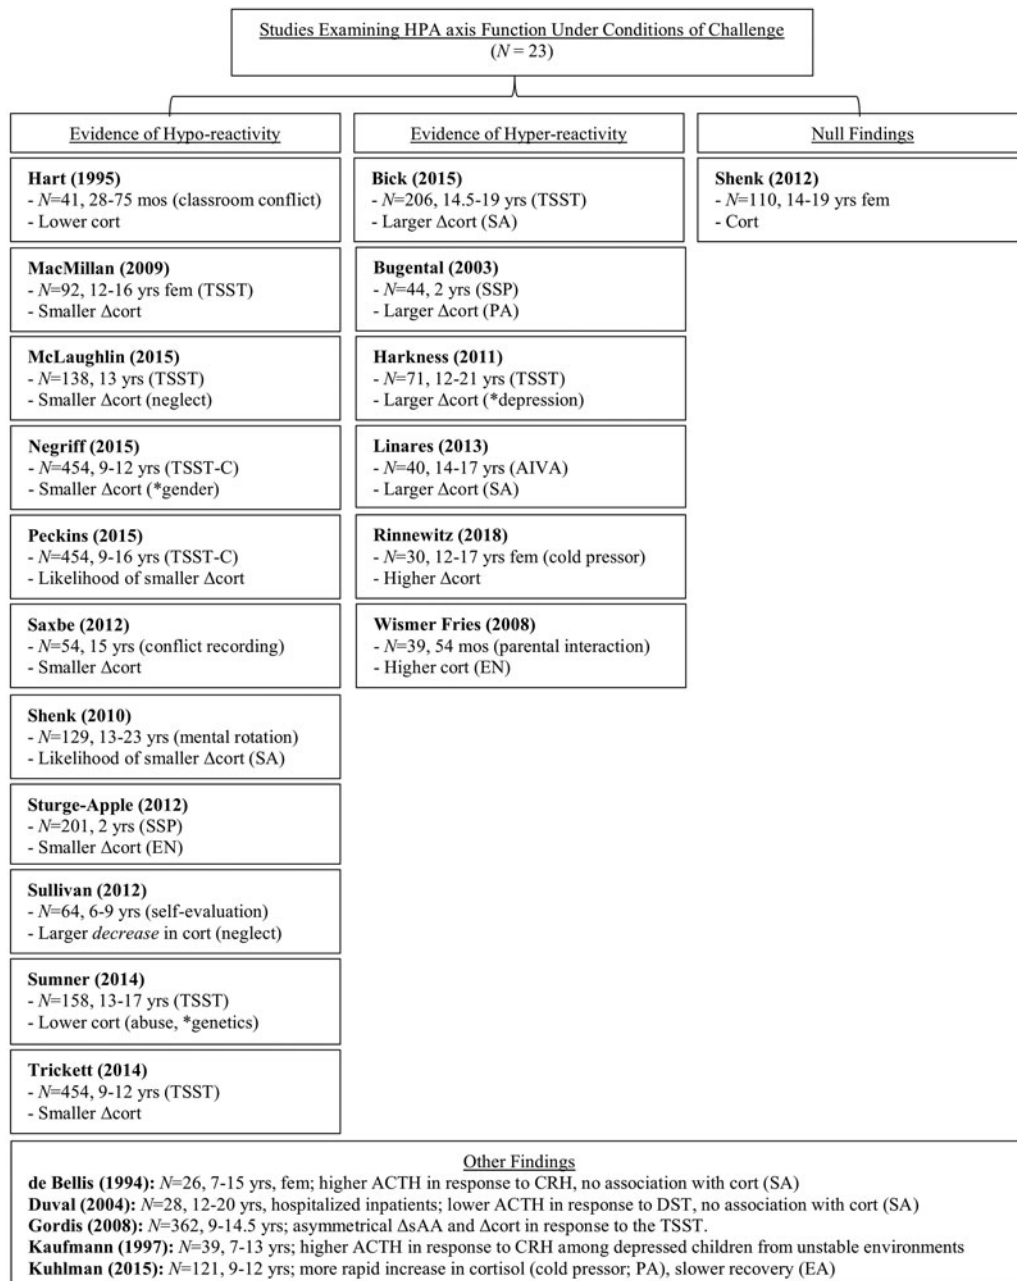 Studies Examining HPA axis Function Under Conditions of Challenge
(N = 23)
Evidence of Hypo-reactivity
Hart (1995)
- N=41, 28-75 mos (classroom conflict)
- Lower cort
MacMillan (2009)
- N=92, 12-16 yrs fem (TSST)
- Smaller Δcort
McLaughlin (2015)
- N=138, 13 yrs (TSST)
- Smaller Δcort (neglect)
Negriff (2015)
- N=454, 9-12 yrs (TSST-C)
- Smaller Δcort (*gender)
Peckins (2015)
- N=454, 9-16 yrs (TSST-C)
- Likelihood of smaller Δcort
Saxbe (2012)
- N=54, 15 yrs (conflict recording)
- Smaller Δcort
Shenk (2010)
- N=129, 13-23 yrs (mental rotation)
- Likelihood of smaller Δcort (SA)
Sturge-Apple (2012)
- N=201, 2 yrs (SSP)
- Smaller Δcort (EN)
Sullivan (2012)
- N=64, 6-9 yrs (self-evaluation)
- Larger decrease in cort (neglect)
Sumner (2014)
- N=158, 13-17 yrs (TSST)
- Lower cort (abuse, *genetics)
Trickett (2014)
- N=454, 9-12 yrs (TSST)
- Smaller Δcort
Evidence of Hyper-reactivity
Bick (2015)
- N=206, 14.5-19 yrs (TSST)
- Larger Δcort (SA)
Bugental (2003)
- N=44, 2 yrs (SSP)
- Larger Δcort (PA)
Harkness (2011)
- N=71, 12-21 yrs (TSST)
- Larger Δcort (*depression)
Linares (2013)
- N=40, 14-17 yrs (AIVA)
- Larger Δcort (SA)
Rinnewitz (2018)
- N=30, 12-17 yrs fem (cold pressor)
- Higher Δcort
Wismer Fries (2008)
- N=39, 54 mos (parental interaction)
- Higher cort (EN)
Null Findings
Shenk (2012)
- N=110, 14-19 yrs fem
- Cort
Other Findings
de Bellis (1994): N=26, 7-15 yrs, fem; higher ACTH in response to CRH, no association with cort (SA)
Duval (2004): N=28, 12-20 yrs, hospitalized inpatients; lower ACTH in response to DST, no association with cort (SA)
Gordis (2008): N=362, 9-14.5 yrs; asymmetrical ΔsAA and Δcort in response to the TSST.
Kaufmann (1997): N=39, 7-13 yrs; higher ACTH in response to CRH among depressed children from unstable environments
Kuhlman (2015): N=121, 9-12 yrs; more rapid increase in cortisol (cold pressor; PA), slower recovery (EA)